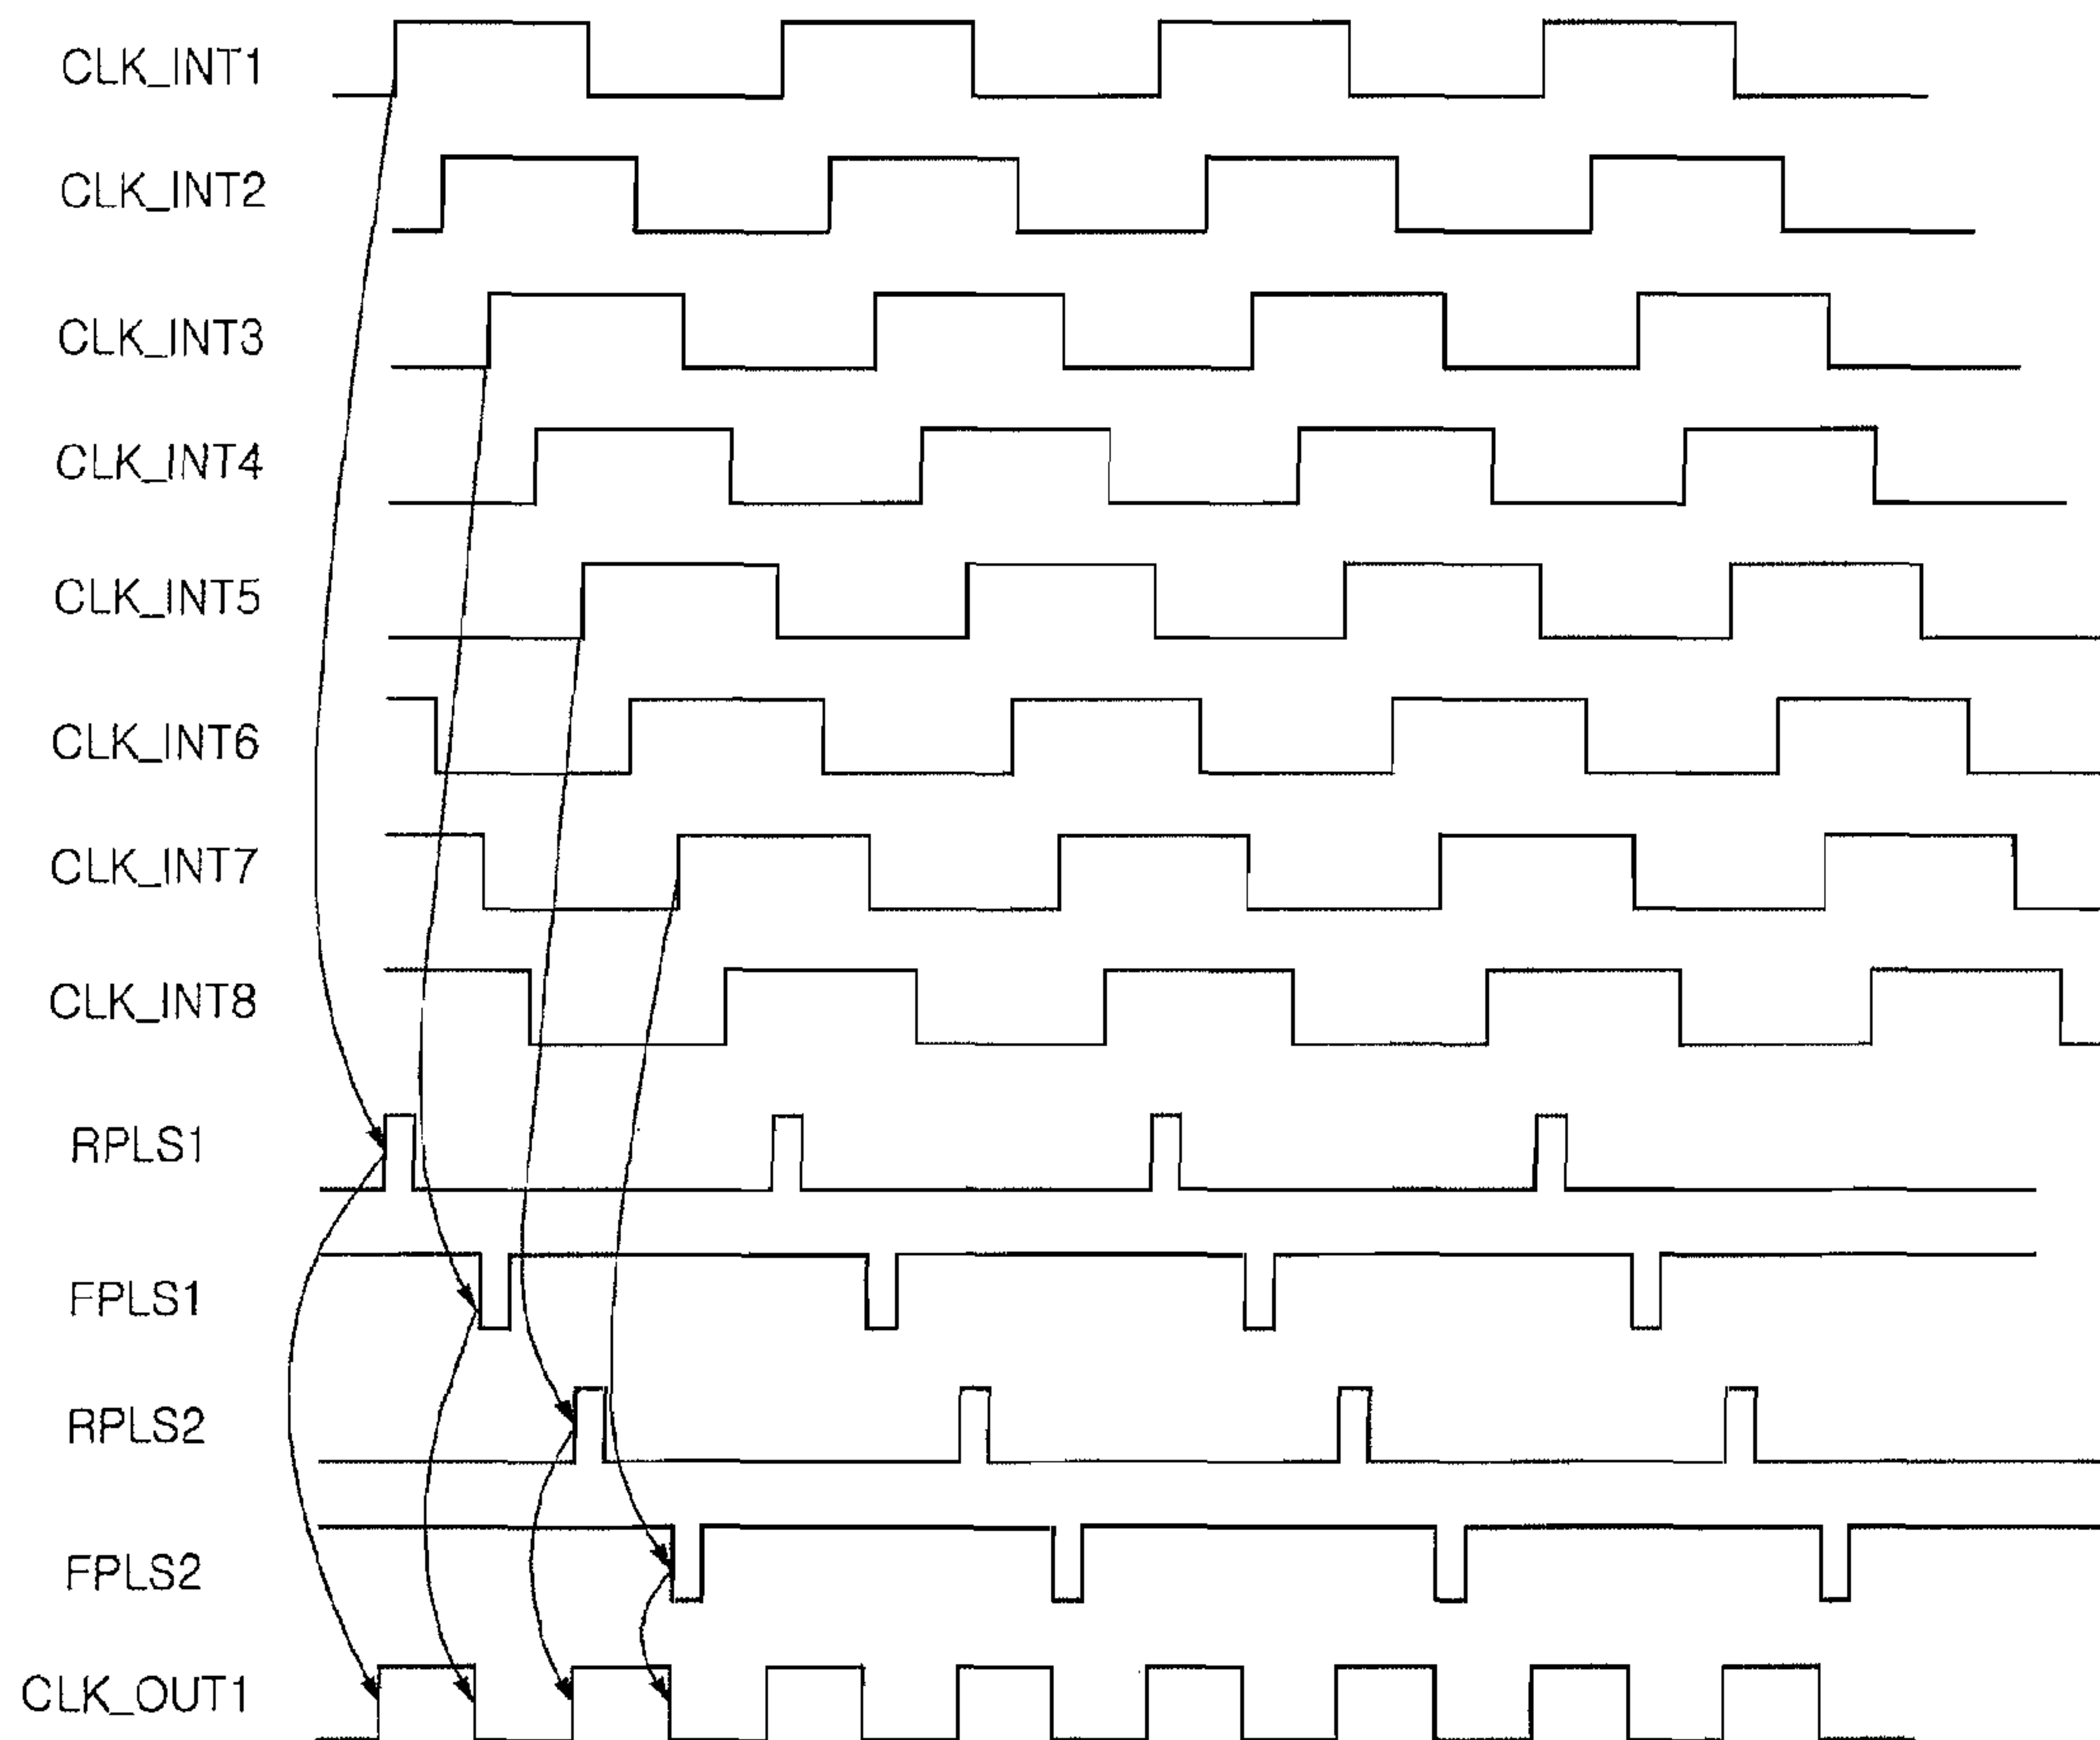 CLK_INT1
CLK_INT2
CLK_INT3
CLK_INT4
CLK_INT5
CLK_INT6
CLK_INT7
CLK_INT8
RPLS1
FPLS1
RPLS2
FPLS2
CLK_OUT1